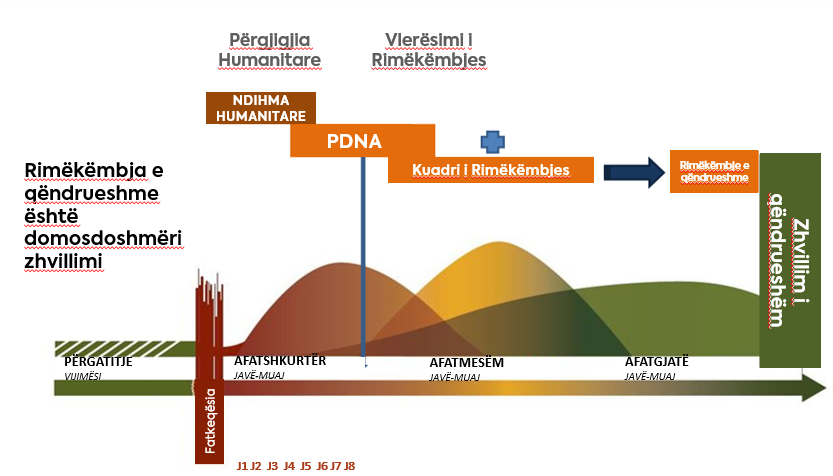 Përgjigjia
Humanitare
Vlerësimi i
Rimëkëmbjes
NDIHMA
HUMANITARE
PDNA
Kuadri i Rimëkëmbjes
Rimëkëmbje e
qëndrueshme
Zhvillim i
qëndrueshëm
Rimëkëmbja e
qëndrueshme
është
domosdoshmëri
zhvillimi
PËRGATITJE
VIJIMËSI
AFATSHKURTËR
JAVË-MUAJ
AFATMESËM
JAVË-MUAJ
AFATGJATË
JAVË-MUAJ
Fatkeqësia
J1 J2 J3 J4 J5 J6 J7 J8